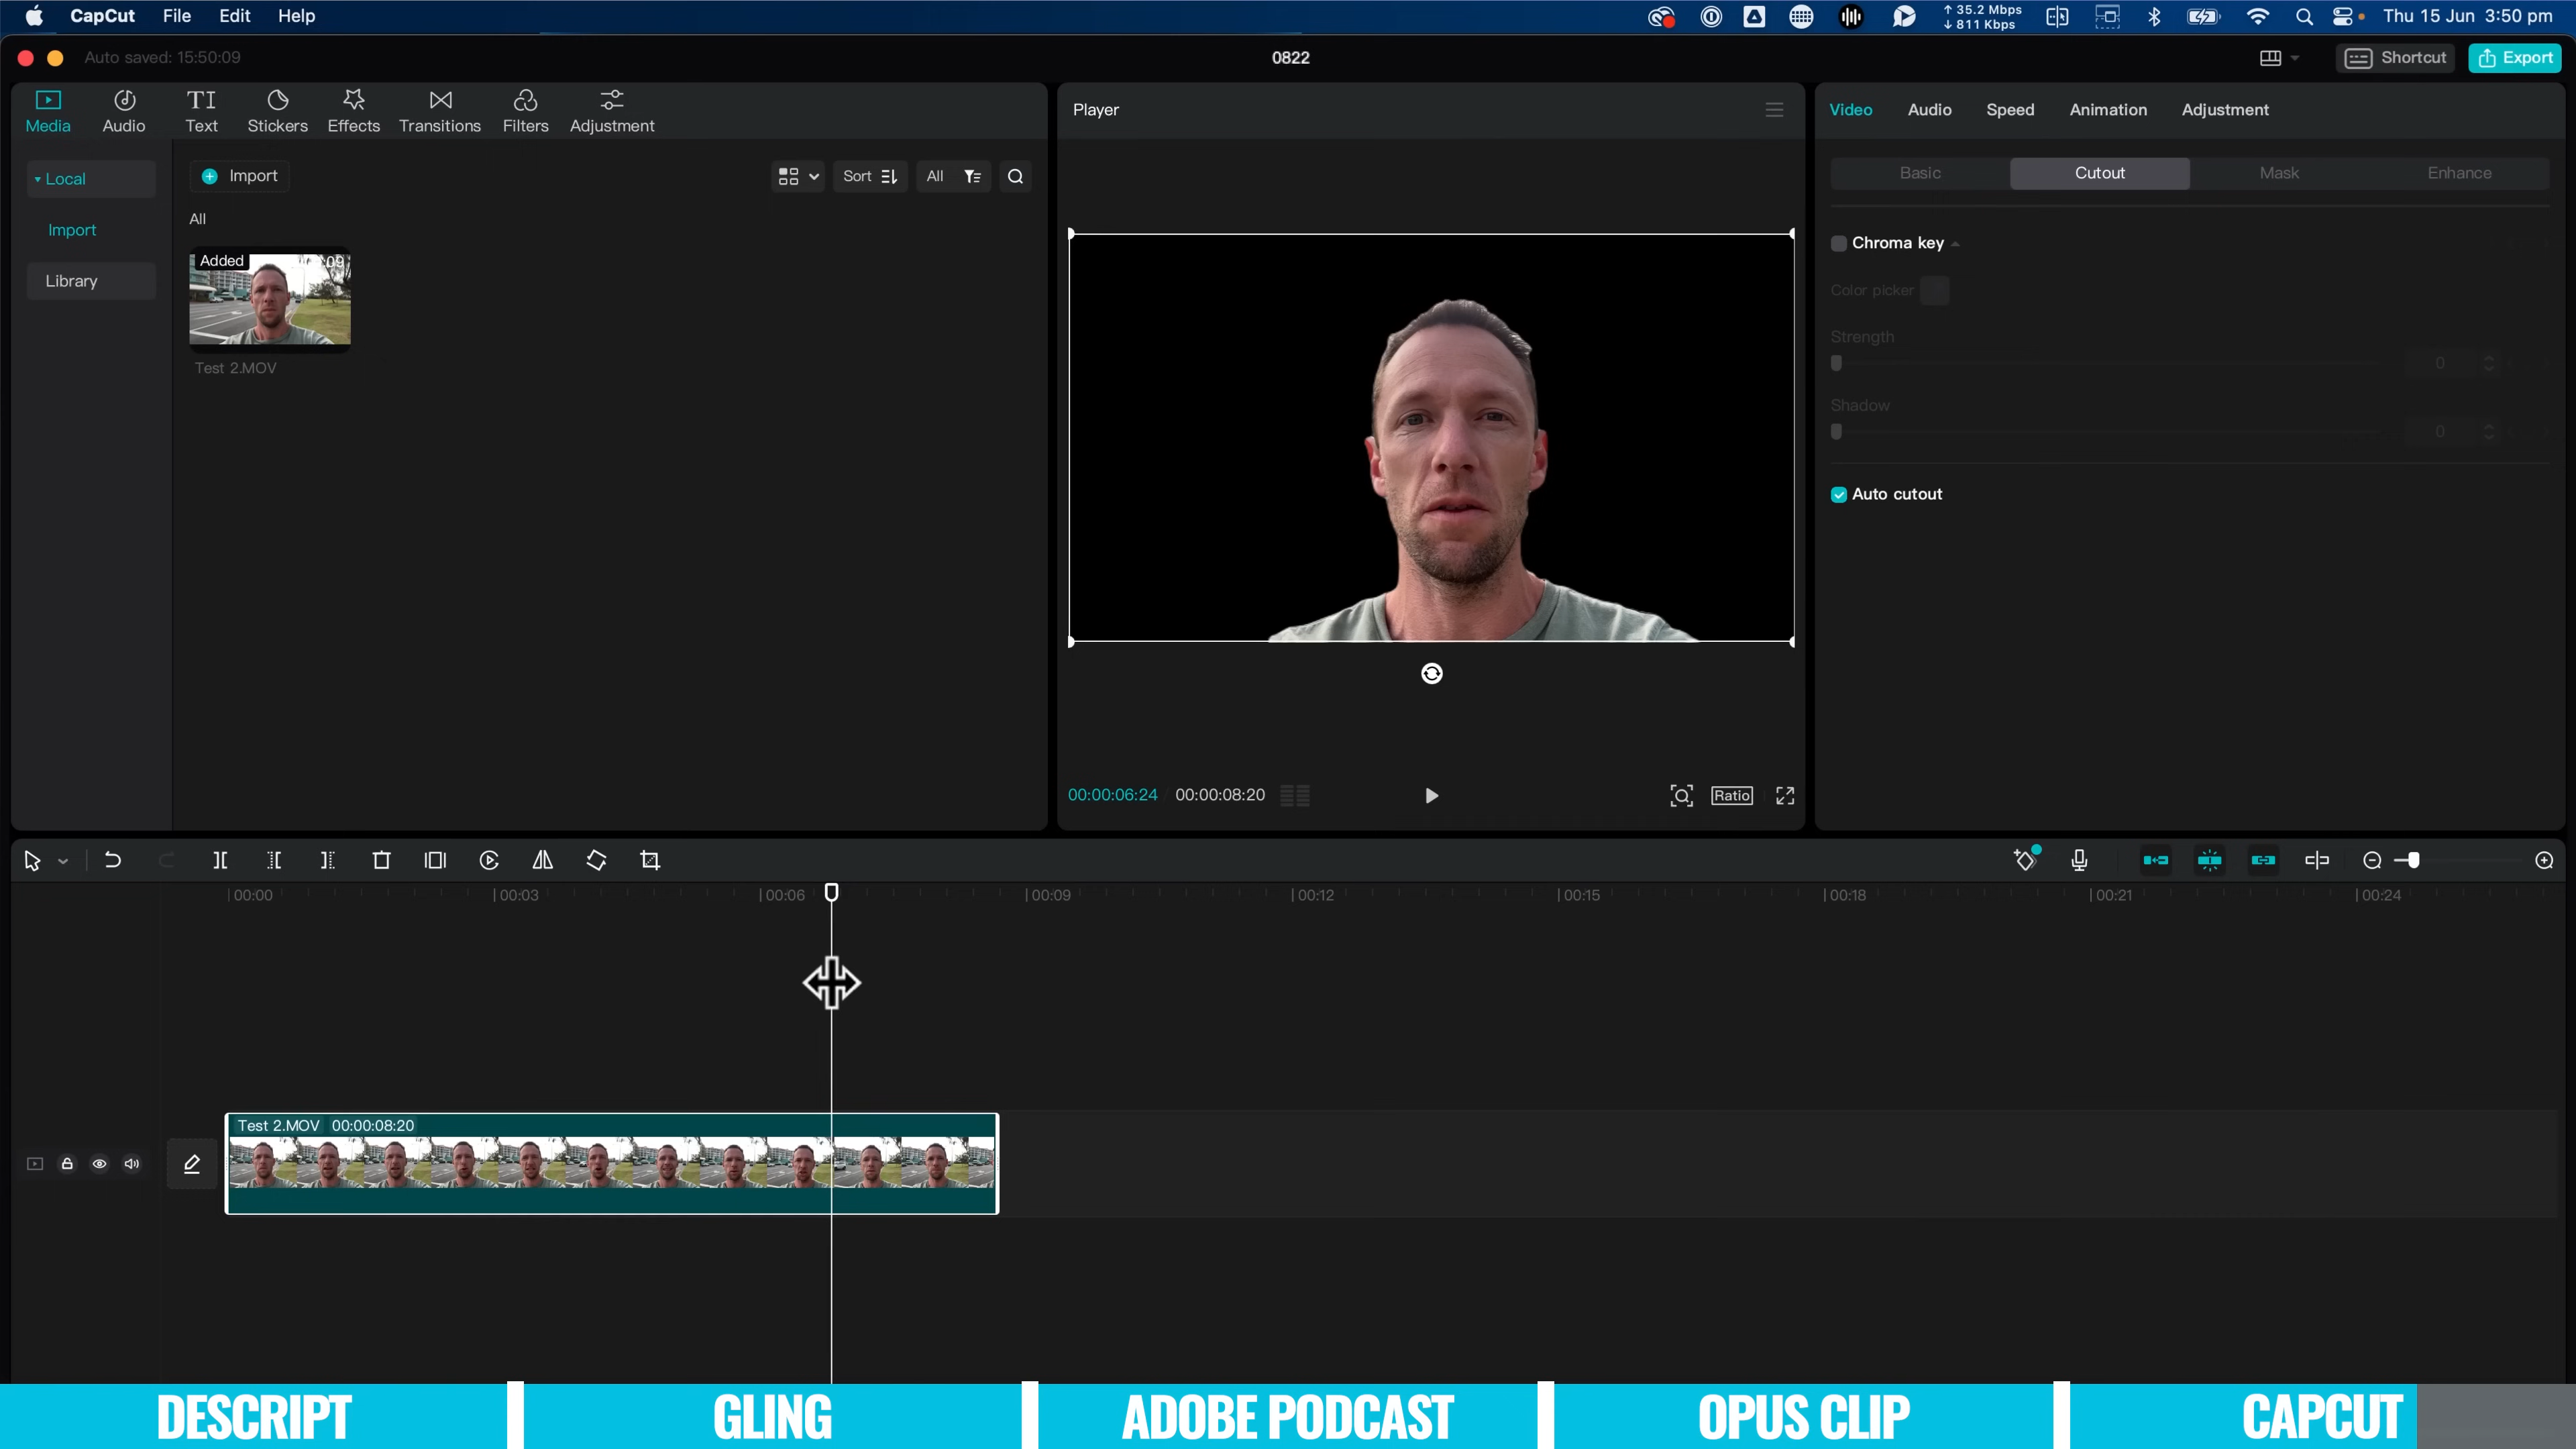 CapCut File Edit Help
↑ 35.2 Mbps
↓ 811 Kbps
Thu 15 Jun 3:50 pm
Auto saved: 15:50:09
0822
Shortcut
Export
Media
Audio
Text
Stickers
Effects
Transitions
Filters
Adjustment
Local
Import
Library
Import
Sort
All
All
Added
Test 2.MOV
Player
00:00:06:24 00:00:08:20
Ratio
Video Audio Speed Animation Adjustment
Basic Cutout Mask Enhance
Chroma key
Color picker
Strength
0
Shadow
0
Auto cutout
00:00 00:03 00:06 00:09 00:12 00:15 00:18 00:21 00:24
Test 2.MOV 00:00:08:20
DESCRIPT GLING ADOBE PODCAST OPUS CLIP CAPCUT